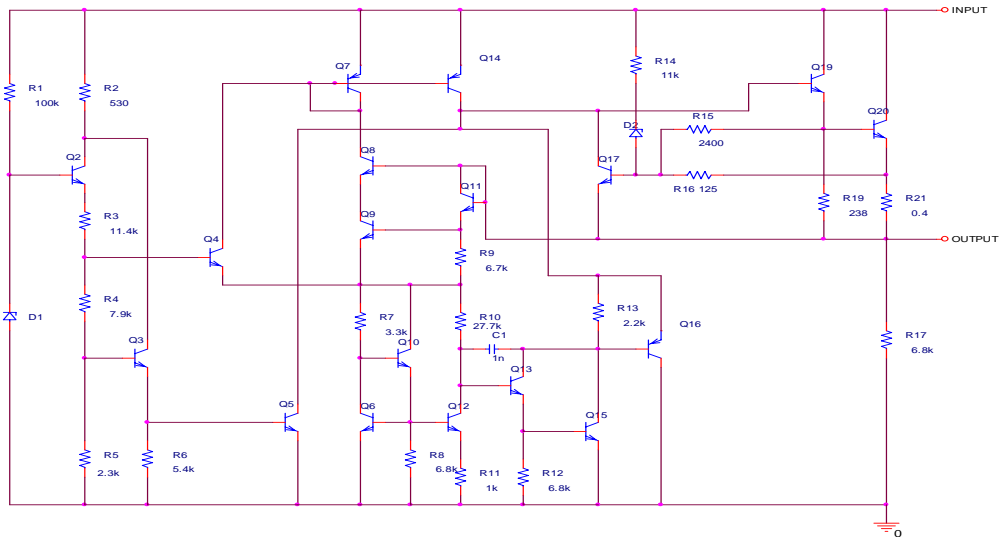 INPUT
Q7
Q14
Q19
R1
100k
R2
530
R14
11k
D2
R15
2400
Q20
Q2
Q8
Q11
Q17
R16 125
R3
11.4k
Q9
R19
238
R21
0.4
Q4
R9
6.7k
OUTPUT
R4
7.9k
D1
R7
3.3k
R10
27.7k
C1
1n
R13
2.2k
Q16
R17
6.8k
Q3
Q10
Q13
Q5
Q6
Q12
Q15
R5
2.3k
R6
5.4k
R8
6.8k
R11
1k
R12
6.8k
0